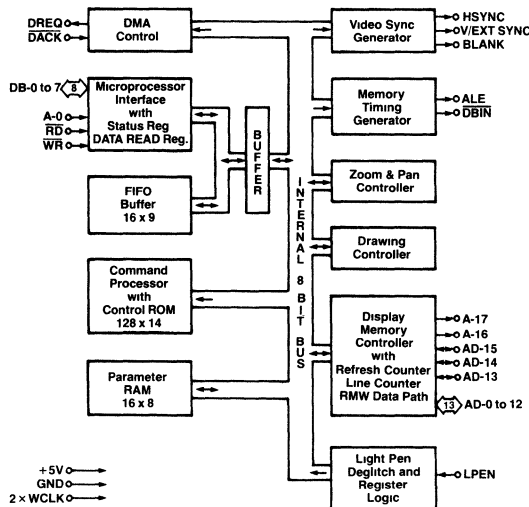 DREQ
DACK
DMA
Control
DB-0 to 7
8
A-0
RD
WR
Microprocessor
Interface
with
Status Reg
DATA READ Reg.
FIFO
Buffer
16 x 9
Command
Processor
with
Control ROM
128 x 14
Parameter
RAM
16 x 8
+5V
GND
2 × WCLK
BUFFER
INTERNAL 8 BIT BUS
Video Sync
Generator
HSYNC
V/EXT SYNC
BLANK
Memory
Timing
Generator
ALE
DBIN
Zoom & Pan
Controller
Drawing
Controller
Display
Memory
Controller
with
Refresh Counter
Line Counter
RMW Data Path
A-17
A-16
AD-15
AD-14
AD-13
13
AD-0 to 12
Light Pen
Deglitch and
Register
Logic
LPEN